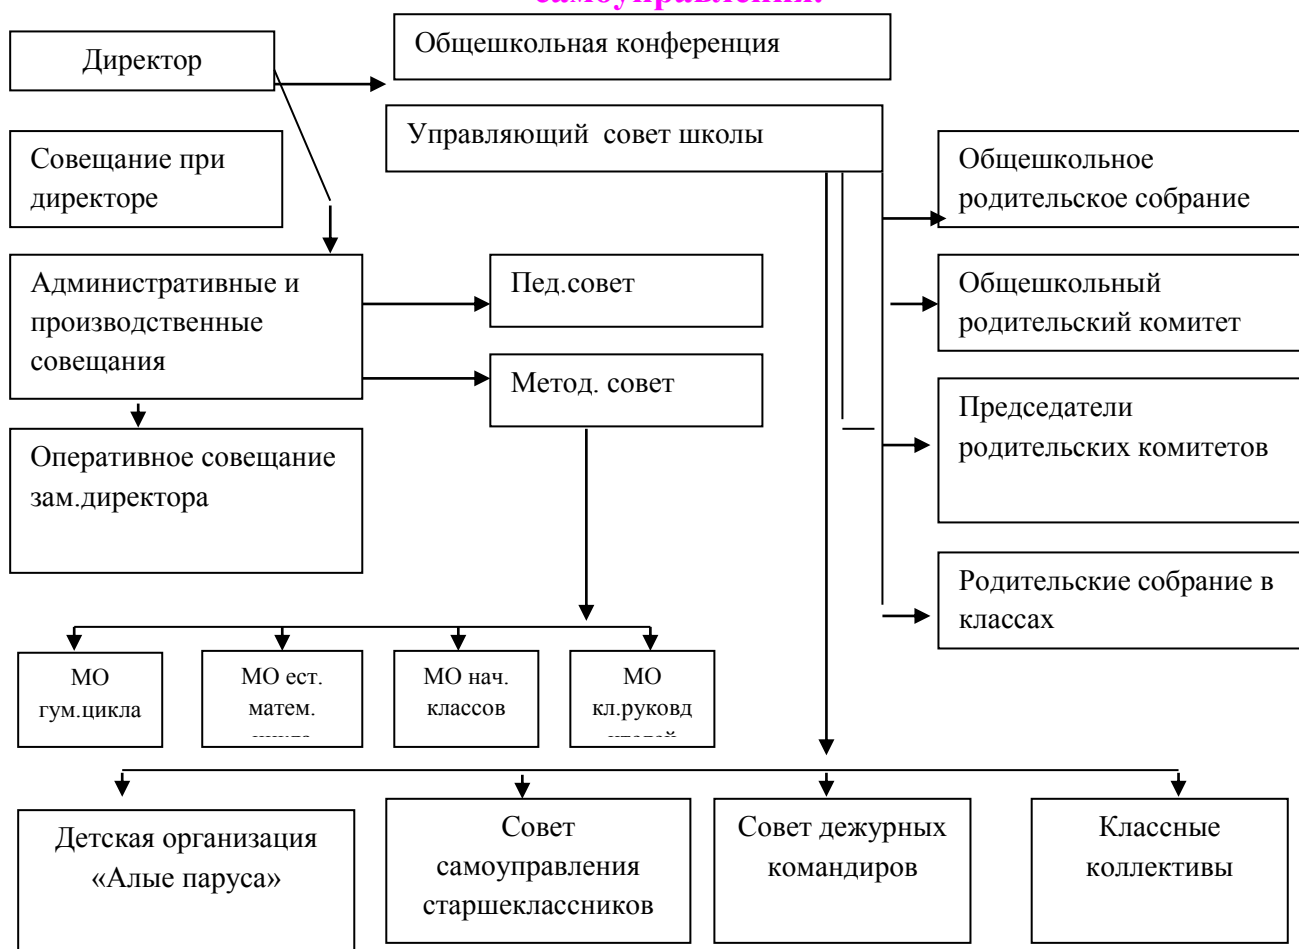 самоуправления.
Директор
Общешкольная конференция
Управляющий совет школы
Совещание при
директоре
Общешкольное
родительское собрание
Административные и
производственные
совещания
Пед.совет
Общешкольный
родительский комитет
Метод. совет
Председатели
родительских комитетов
Оперативное совещание
зам.директора
Родительские собрание в
классах
МО
гум.цикла
МО ест.
матем.
МО нач.
классов
МО
кл.руковд
Детская организация
«Алые паруса»
Совет
самоуправления
старшеклассников
Совет дежурных
командиров
Классные
коллективы